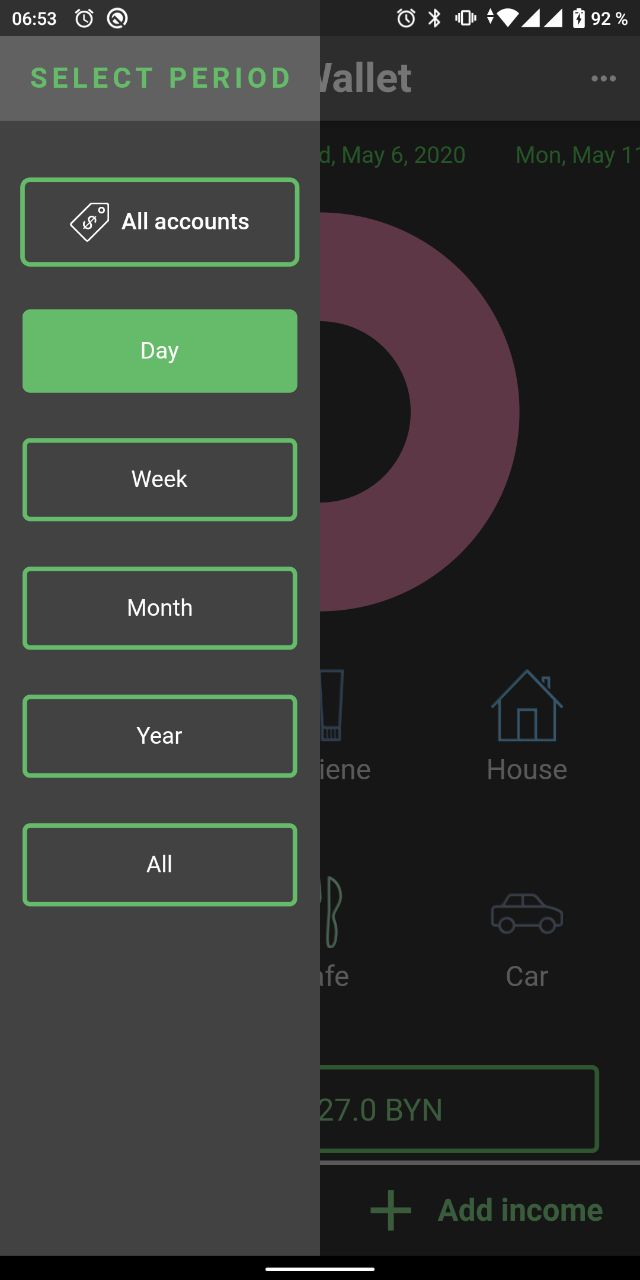 06:53
92 %
SELECT PERIOD
Wallet
May 6, 2020
Mon, May 11
All accounts
Day
Week
Month
Year
All
House
Car
27.0 BYN
Add income